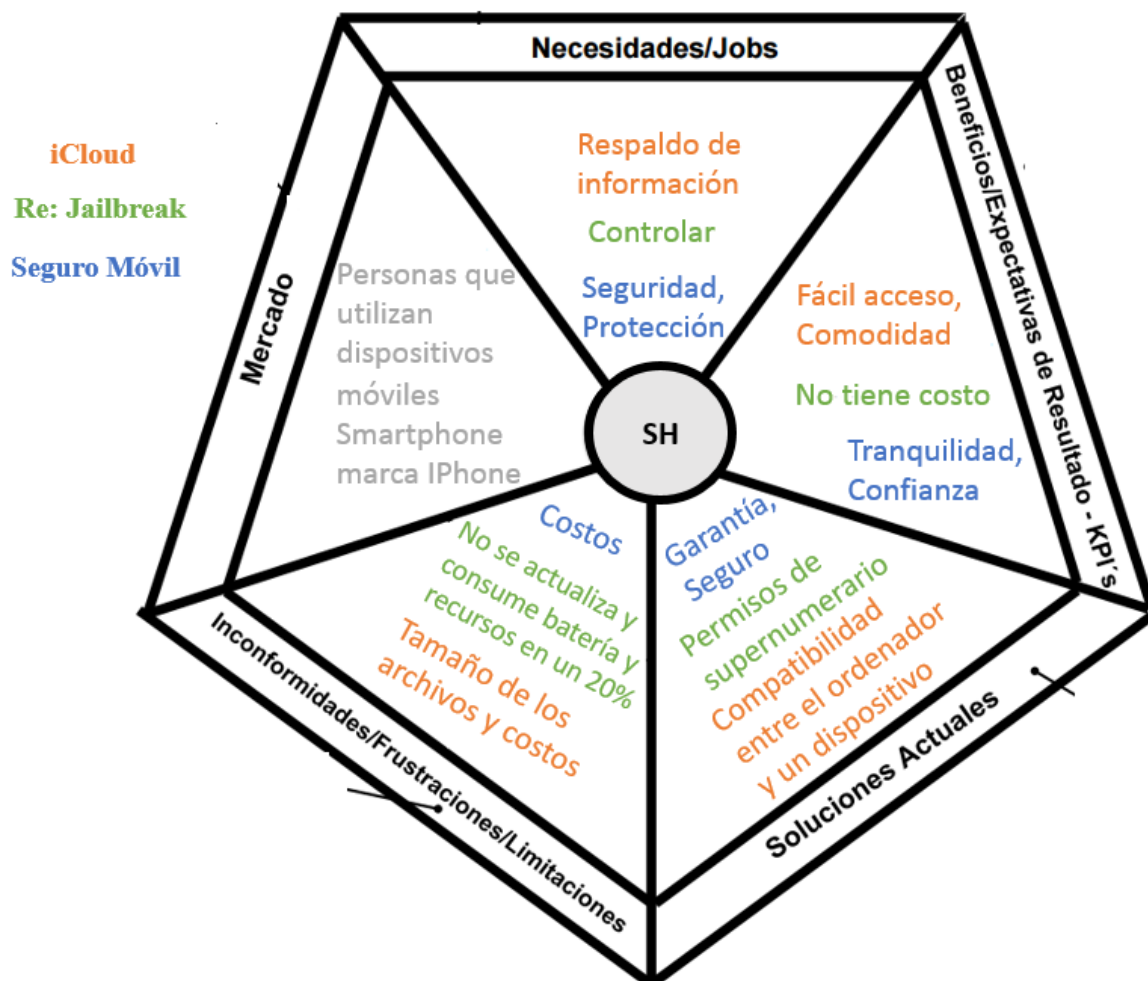 Necesidades/Jobs
iCloud
Re: Jailbreak
Seguro Móvil
Respaldo de
información
Controlar
Seguridad,
Protección
Beneficios/Expectativas de Resultado - KPI´s
Fácil acceso,
Comodidad
No tiene costo
Tranquilidad,
Confianza
Mercado
Personas que
utilizan
dispositivos
móviles
Smartphone
marca IPhone
SH
Costos
No se actualiza y
consume batería y
recursos en un 20%
Tamaño de los
archivos y costos
Inconformidades/Frustraciones/Limitaciones
Garantía,
Seguro
Permisos de
supernumerario
Compatibilidad
entre el ordenador
y un dispositivo
Soluciones Actuales